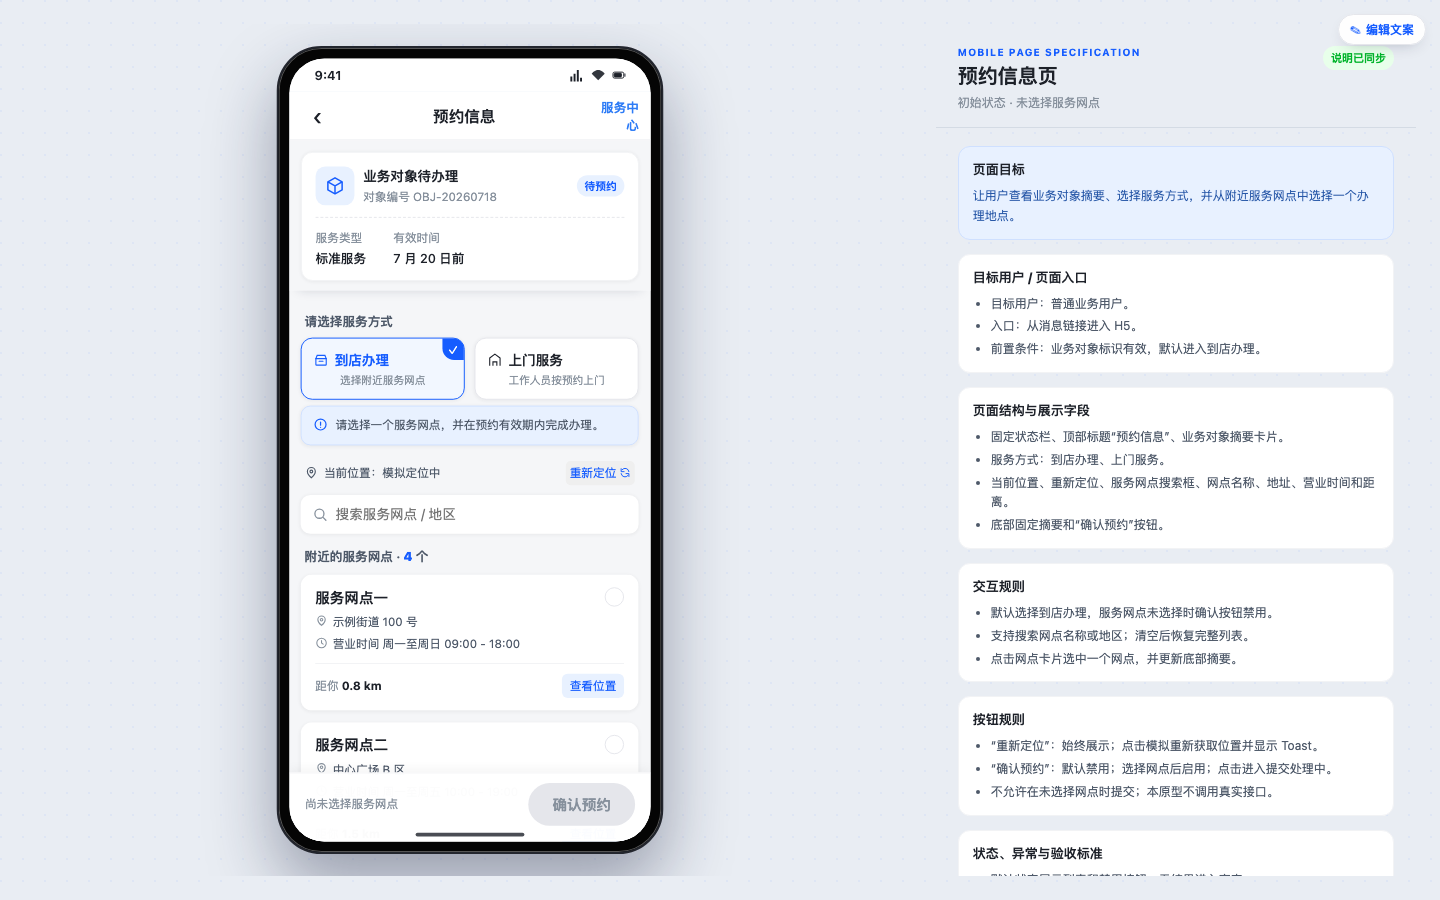 9:41
预约信息
服务中
心
业务对象待办理
对象编号 OBJ-20260718
待预约
服务类型
有效时间
标准服务
7 月 20 日前
请选择服务方式
到店办理
选择附近服务网点
上门服务
工作人员按预约上门
请选择一个服务网点，并在预约有效期内完成办理。
当前位置：模拟定位中
重新定位
搜索服务网点 / 地区
附近的服务网点 · 4 个
服务网点一
示例街道 100 号
营业时间 周一至周日 09:00 - 18:00
距你 0.8 km
查看位置
服务网点二
中心广场 B 区
尚未选择服务网点
确认预约
编辑文案
MOBILE PAGE SPECIFICATION
说明已同步
预约信息页
初始状态 · 未选择服务网点
页面目标
让用户查看业务对象摘要、选择服务方式，并从附近服务网点中选择一个办
理地点。
目标用户 / 页面入口
目标用户：普通业务用户。
入口：从消息链接进入 H5。
前置条件：业务对象标识有效，默认进入到店办理。
页面结构与展示字段
固定状态栏、顶部标题“预约信息”、业务对象摘要卡片。
服务方式：到店办理、上门服务。
当前位置、重新定位、服务网点搜索框、网点名称、地址、营业时间和距
离。
底部固定摘要和“确认预约”按钮。
交互规则
默认选择到店办理，服务网点未选择时确认按钮禁用。
支持搜索网点名称或地区；清空后恢复完整列表。
点击网点卡片选中一个网点，并更新底部摘要。
按钮规则
“重新定位”：始终展示；点击模拟重新获取位置并显示 Toast。
“确认预约”：默认禁用；选择网点后启用；点击进入提交处理中。
不允许在未选择网点时提交；本原型不调用真实接口。
状态、异常与验收标准